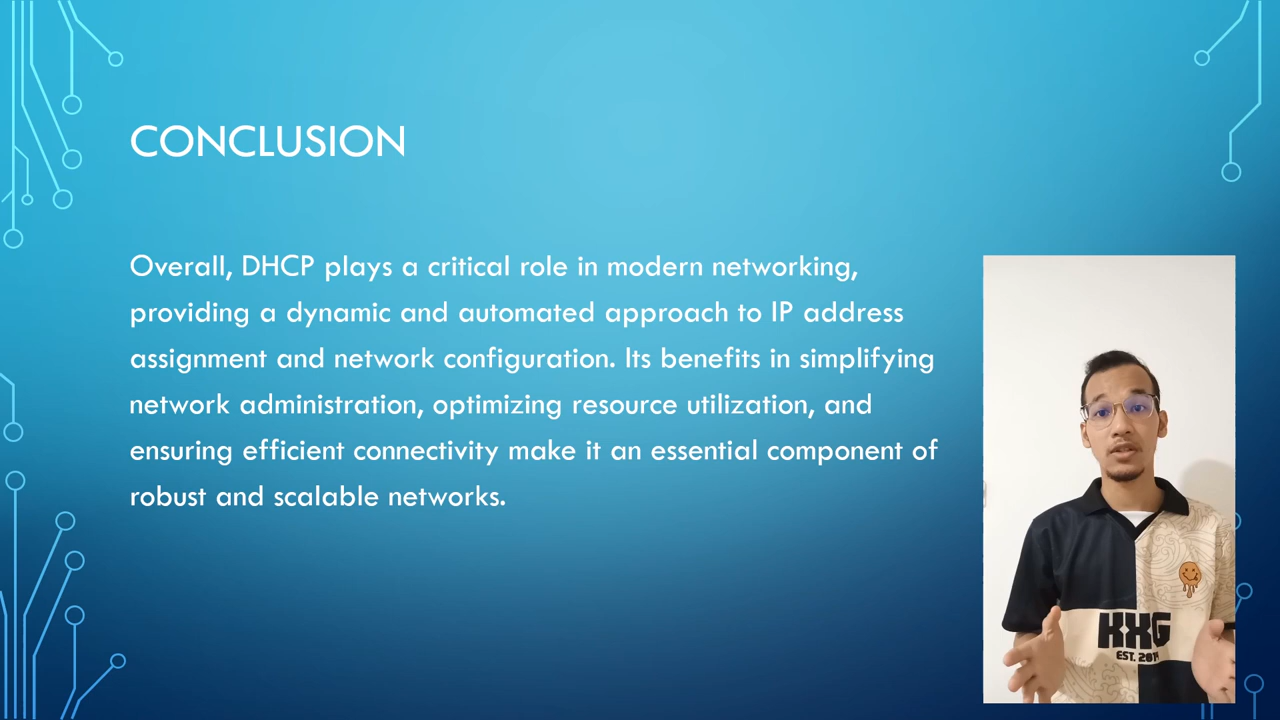 CONCLUSION
Overall, DHCP plays a critical role in modern networking,
providing a dynamic and automated approach to IP address
assignment and network configuration. Its benefits in simplifying
network administration, optimizing resource utilization, and
ensuring efficient connectivity make it an essential component of
robust and scalable networks.
KXG
EST. 2019